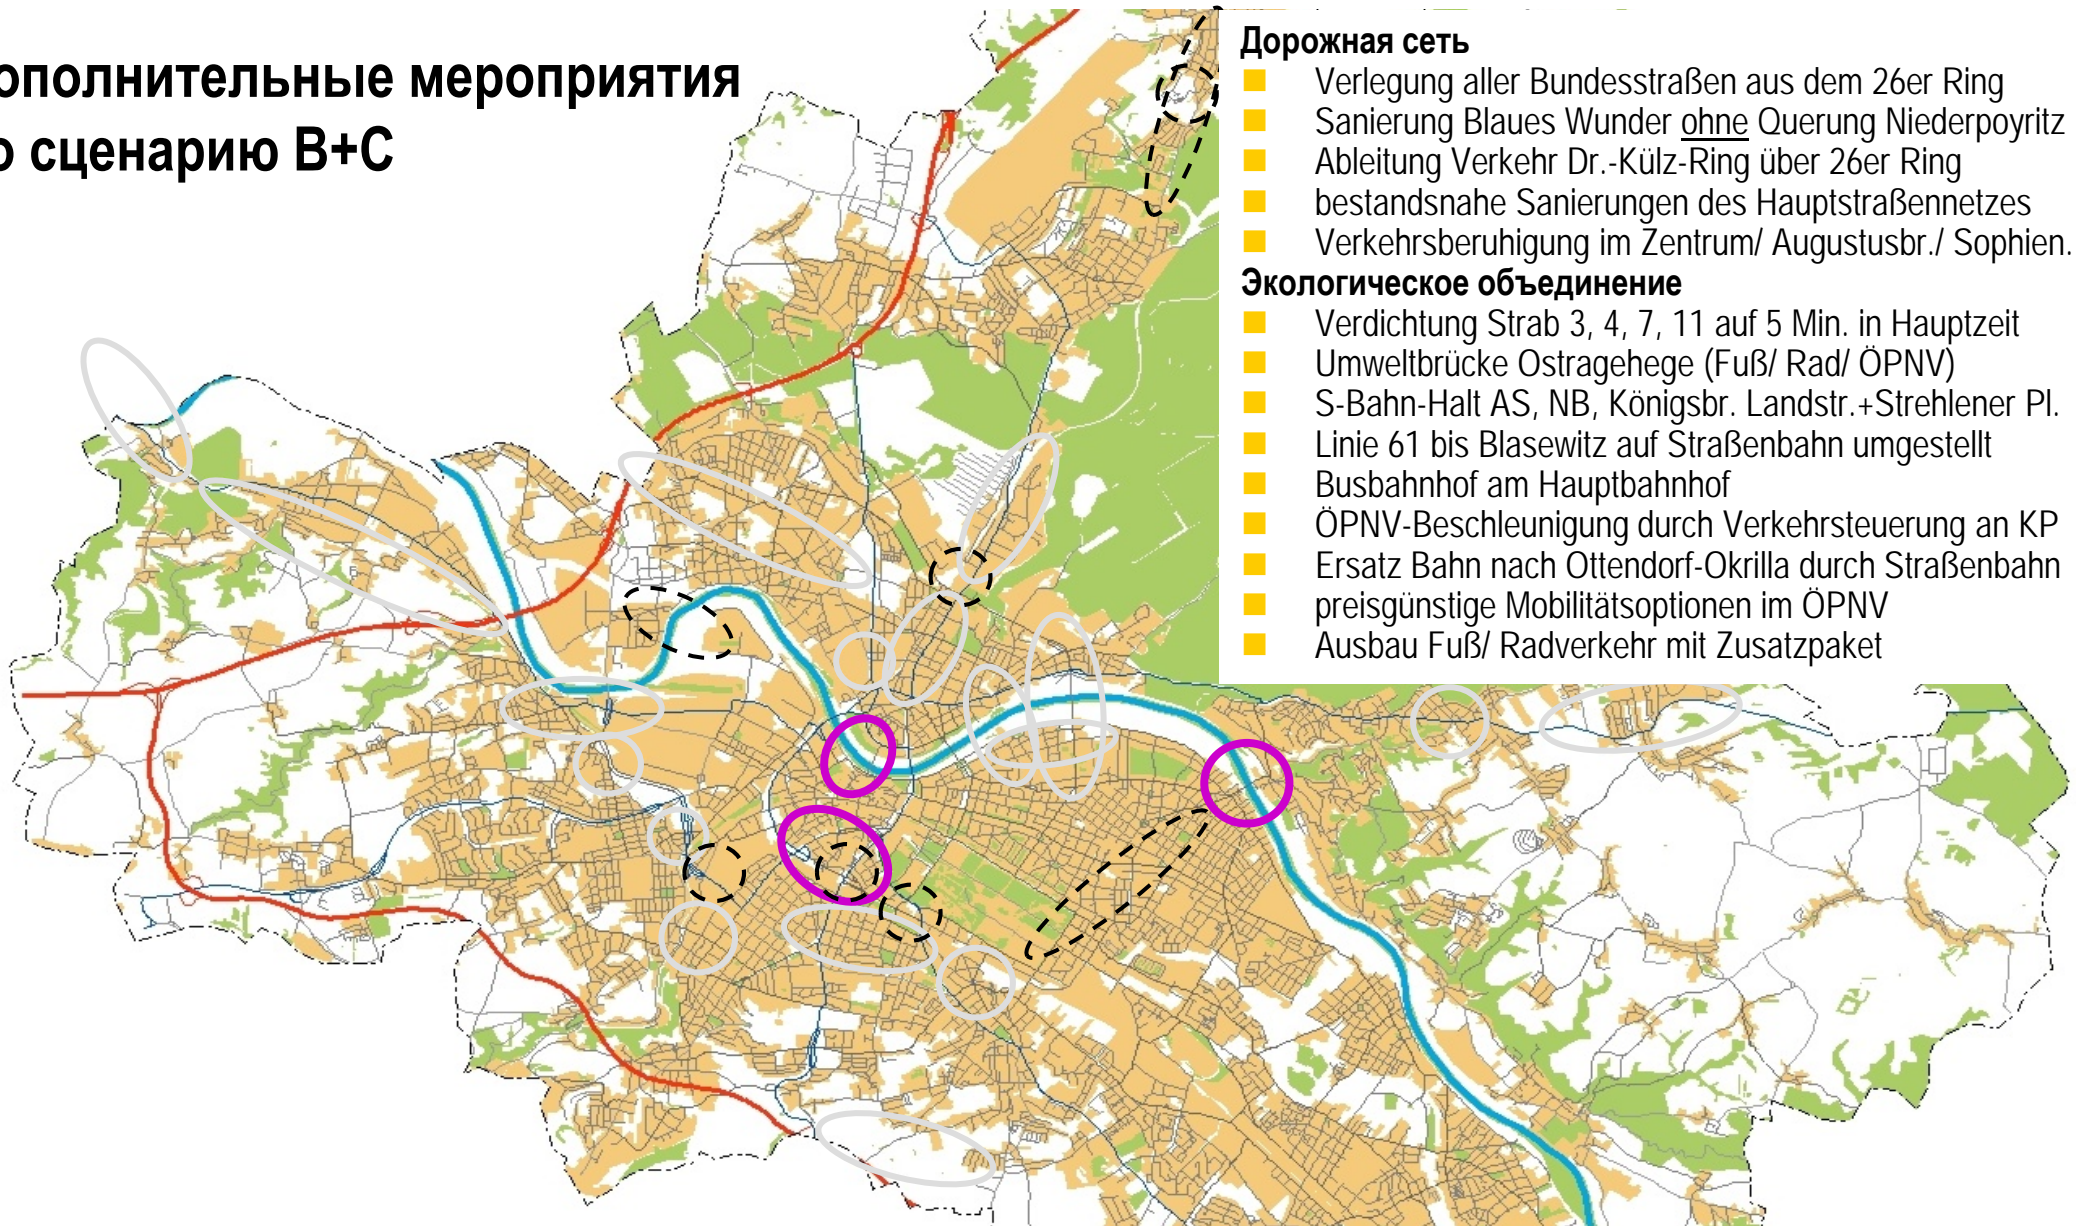 ополнительные мероприятия
о сценарию B+C
Дорожная сеть
Verlegung aller Bundesstraßen aus dem 26er Ring
Sanierung Blaues Wunder ohne Querung Niederpoyritz
Ableitung Verkehr Dr.-Külz-Ring über 26er Ring
bestandsnahe Sanierungen des Hauptstraßennetzes
Verkehrsberuhigung im Zentrum/ Augustusbr./ Sophien.
Экологическое объединение
Verdichtung Strab 3, 4, 7, 11 auf 5 Min. in Hauptzeit
Umweltbrücke Ostragehege (Fuß/ Rad/ ÖPNV)
S-Bahn-Halt AS, NB, Königsbr. Landstr.+Strehlener Pl.
Linie 61 bis Blasewitz auf Straßenbahn umgestellt
Busbahnhof am Hauptbahnhof
ÖPNV-Beschleunigung durch Verkehrsteuerung an KP
Ersatz Bahn nach Ottendorf-Okrilla durch Straßenbahn
preisgünstige Mobilitätsoptionen im ÖPNV
Ausbau Fuß/ Radverkehr mit Zusatzpaket